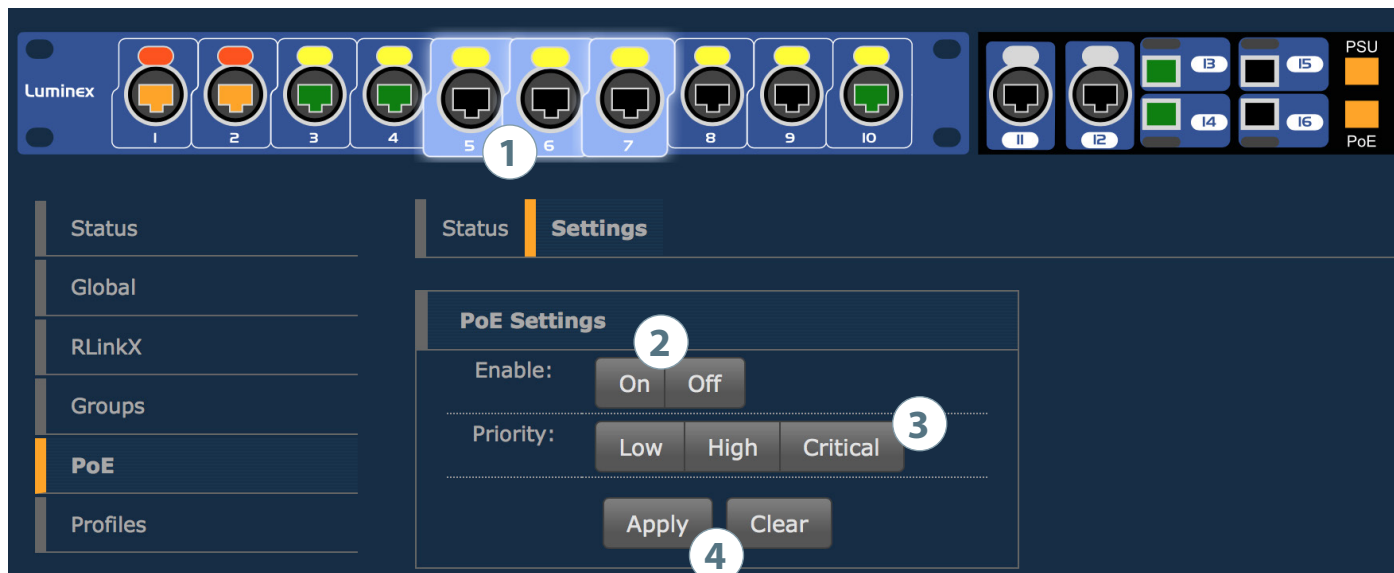 PSU
Luminex
13 15
1 2 3 4 5 6 7 8 9 10 11 12 14 16
PoE
1
Status
Global
RLinkX
Groups
PoE
Profiles
Status Settings
PoE Settings
2
Enable: On Off
3
Priority: Low High Critical
Apply Clear
4